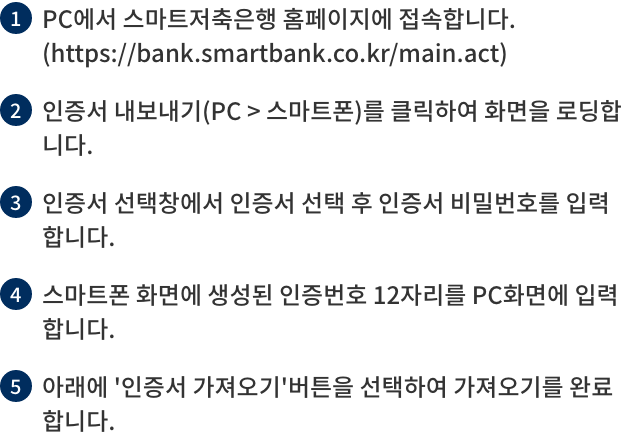 1 PC에서 스마트저축은행 홈페이지에 접속합니다.
(https://bank.smartbank.co.kr/main.act)
2 인증서 내보내기(PC > 스마트폰)를 클릭하여 화면을 로딩합
니다.
3 인증서 선택창에서 인증서 선택 후 인증서 비밀번호를 입력
합니다.
4 스마트폰 화면에 생성된 인증번호 12자리를 PC화면에 입력
합니다.
5 아래에 '인증서 가져오기'버튼을 선택하여 가져오기를 완료
합니다.